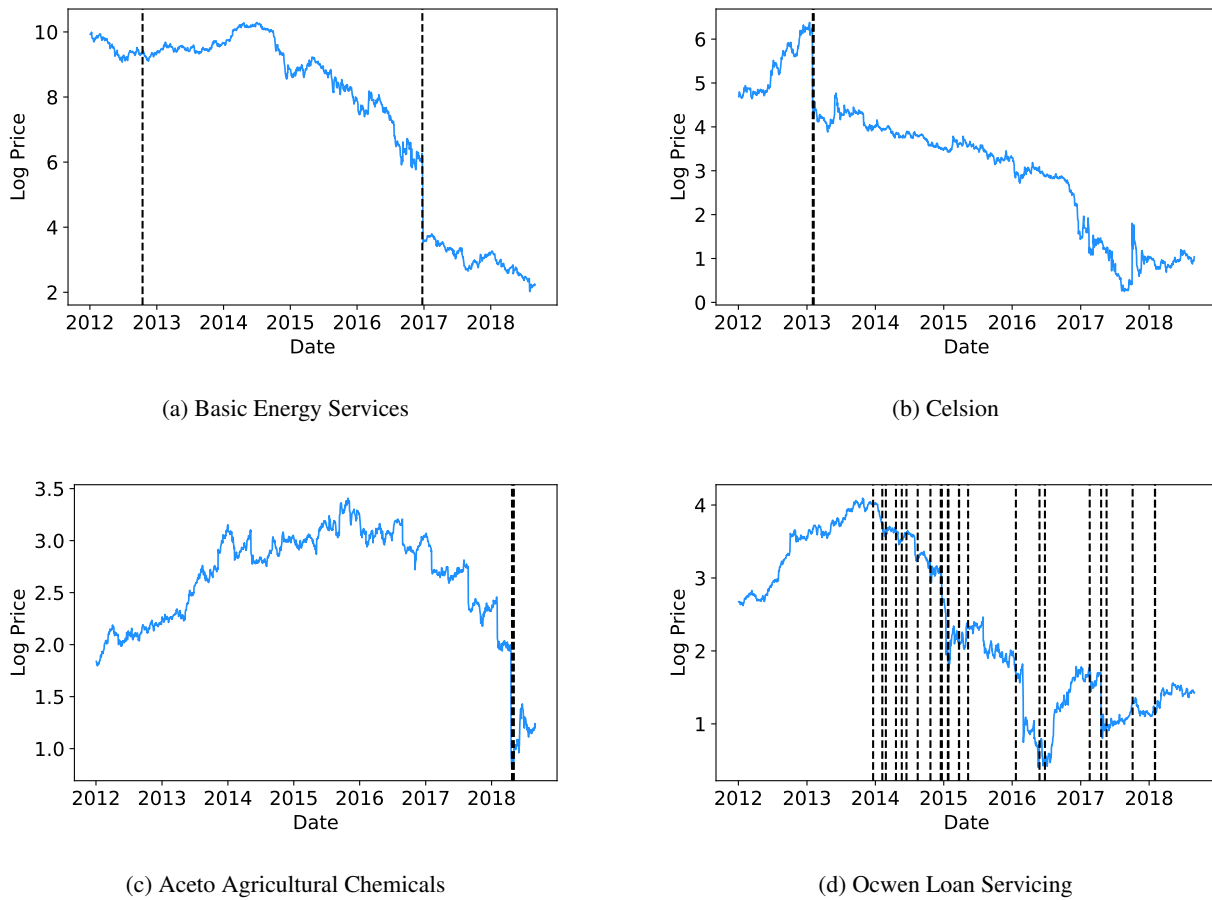 10
8
6
4
2
Log Price
2012 2013 2014 2015 2016 2017 2018
Date
(a) Basic Energy Services
6
5
4
3
2
1
0
Log Price
2012 2013 2014 2015 2016 2017 2018
Date
(b) Celsion
3.5
3.0
2.5
2.0
1.5
1.0
Log Price
2012 2013 2014 2015 2016 2017 2018
Date
(c) Aceto Agricultural Chemicals
4
3
2
1
Log Price
2012 2013 2014 2015 2016 2017 2018
Date
(d) Ocwen Loan Servicing